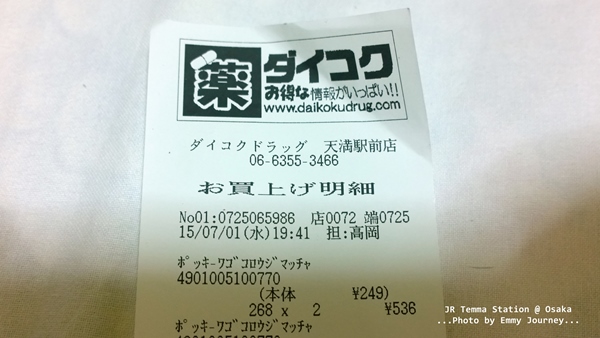 薬 ダイコク
お得な情報がいっぱい!!
www.daikokudrug.com
ダイコクドラッグ 天満駅前店
06-6355-3466
お買上げ明細
No01:0725065986 店0072 端0725
15/07/01(水)19:41 担:高岡
ポッキーワゴコロウジマッチャ
4901005100770
(本体 ¥249)
268 x 2 ¥536
ポッキーワゴコロウジマッチャ
4901005100770
JR Temma Station @ Osaka
...Photo by Emmy Journey...